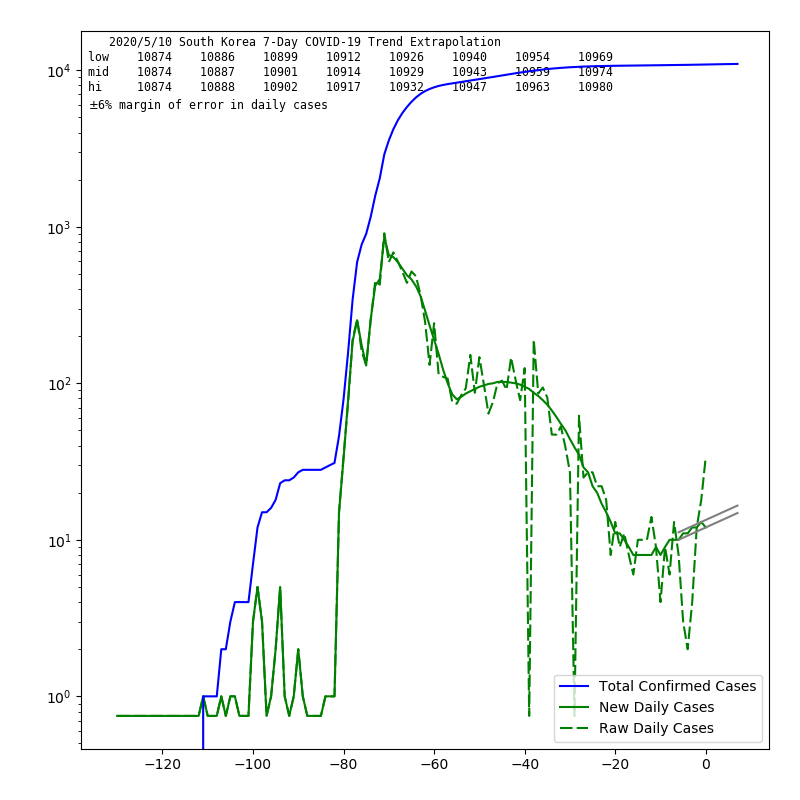 2020/5/10 South Korea 7-Day COVID-19 Trend Extrapolation
low 10874 10886 10899 10912 10926 10940 10954 10969
mid 10874 10887 10901 10914 10929 10943 10959 10974
hi 10874 10888 10902 10917 10932 10947 10963 10980
±6% margin of error in daily cases
10⁴
10³
10²
10¹
10⁰
Total Confirmed Cases
New Daily Cases
Raw Daily Cases
−120 −100 −80 −60 −40 −20 0